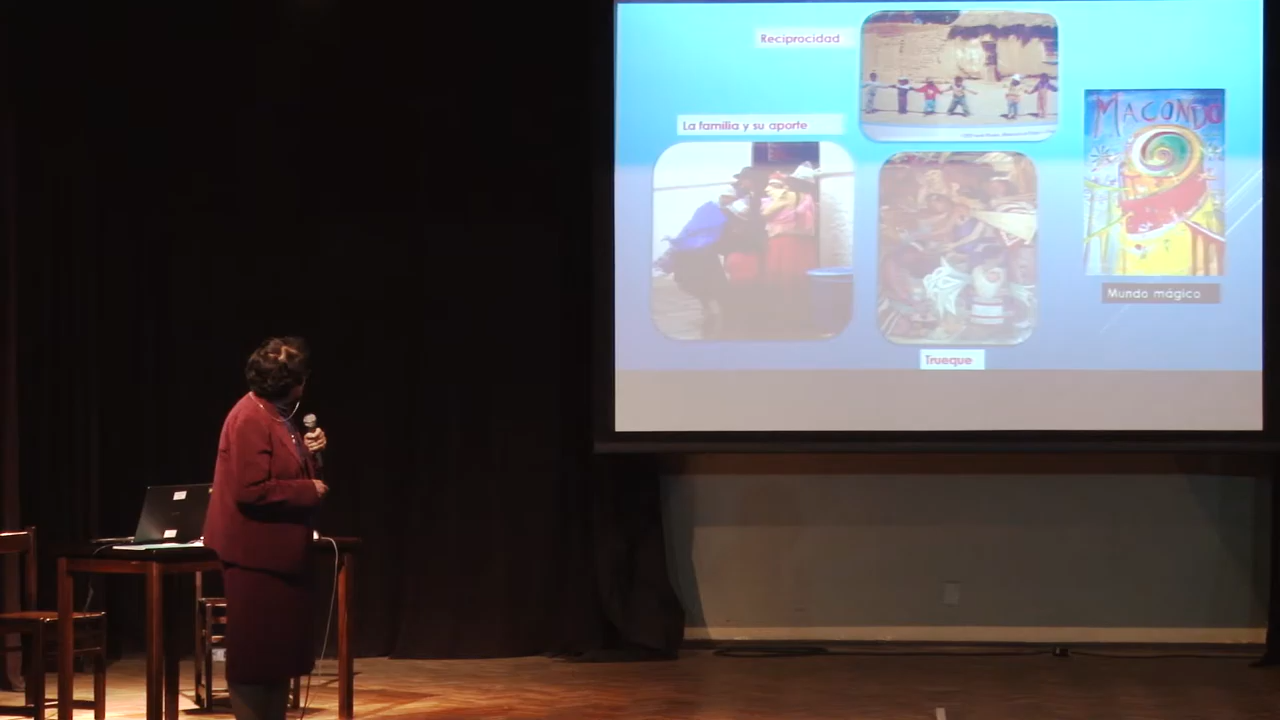 Reciprocidad
La familia y su aporte
MACONDO
Mundo mágico
Trueque